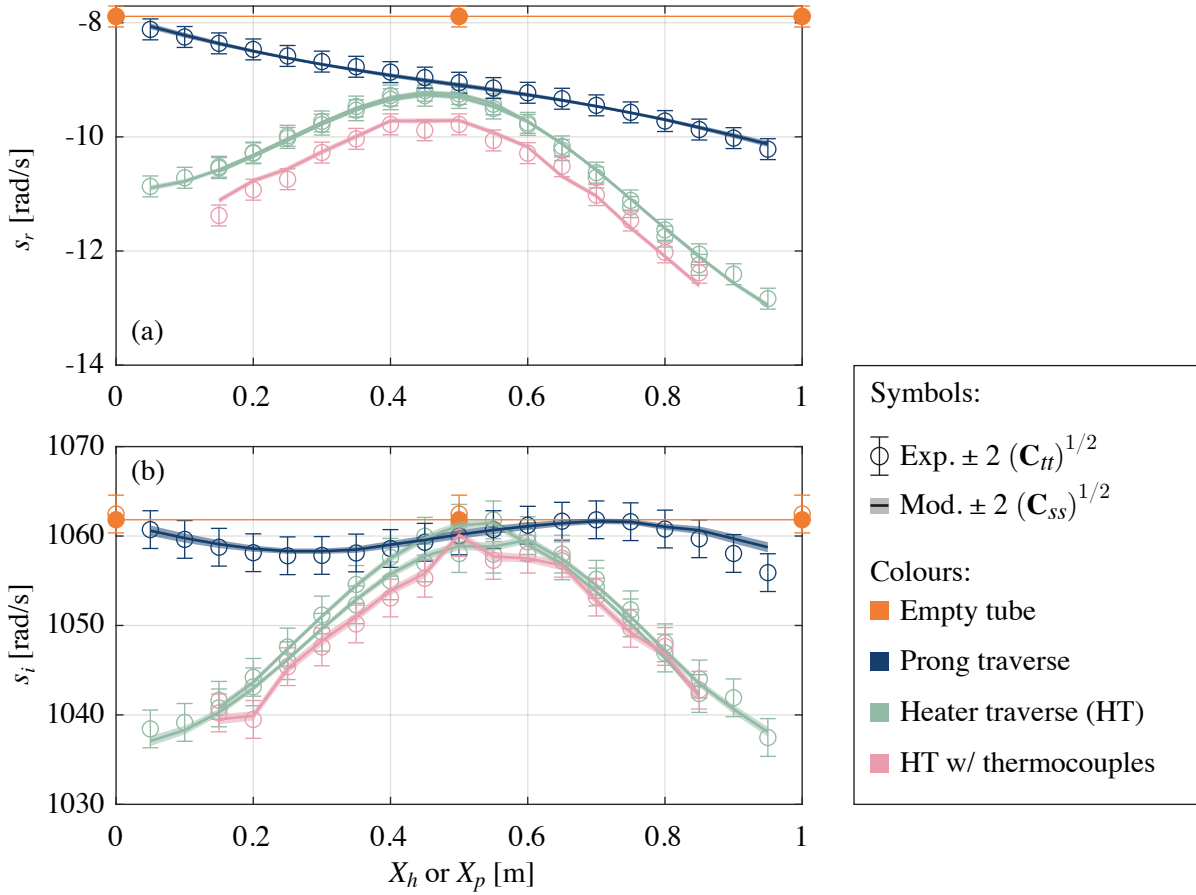 -8
-10
-12
-14
s_r [rad/s]
(a)
0 0.2 0.4 0.6 0.8 1
1070
1060
1050
1040
1030
s_i [rad/s]
(b)
0 0.2 0.4 0.6 0.8 1
X_h or X_p [m]
Symbols:
Exp. ± 2 (C_tt)^1/2
Mod. ± 2 (C_ss)^1/2
Colours:
Empty tube
Prong traverse
Heater traverse (HT)
HT w/ thermocouples